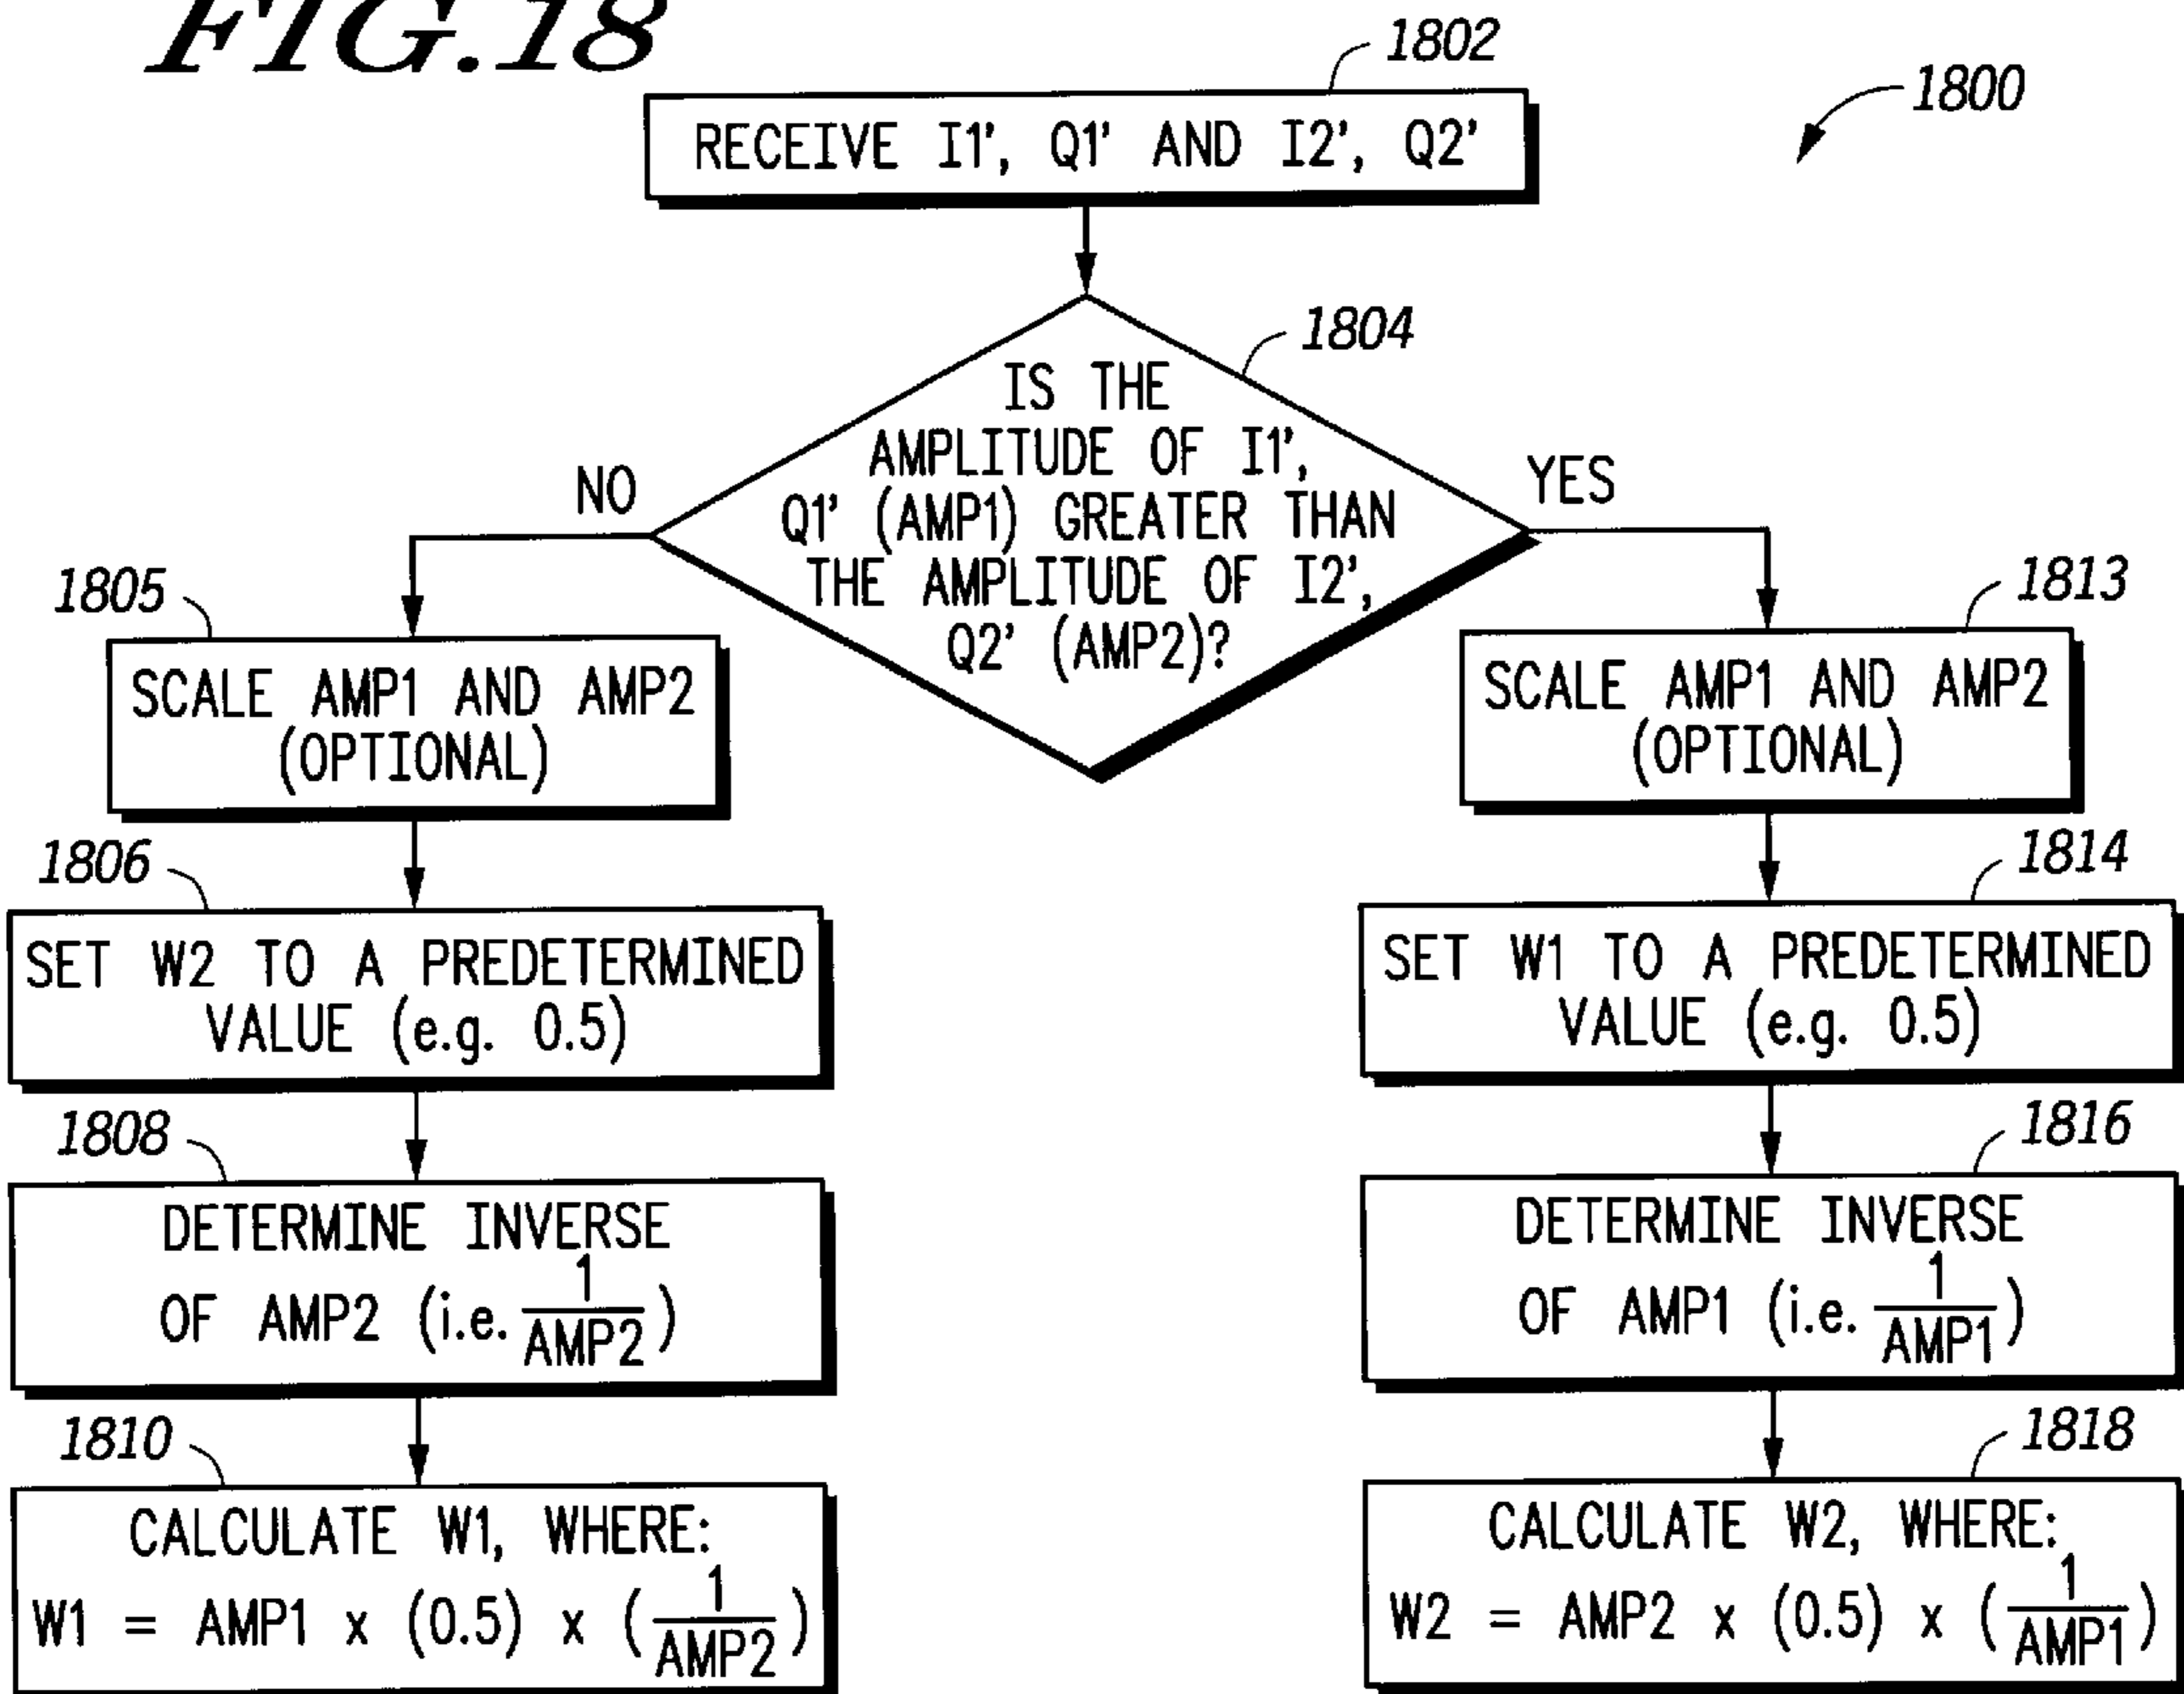 FIG.18
1802
1800
RECEIVE I1', Q1' AND I2', Q2'
1804
IS THE
AMPLITUDE OF I1',
Q1' (AMP1) GREATER THAN
THE AMPLITUDE OF I2',
Q2' (AMP2)?
NO
YES
1805
SCALE AMP1 AND AMP2
(OPTIONAL)
1806
SET W2 TO A PREDETERMINED
VALUE (e.g. 0.5)
1808
DETERMINE INVERSE
OF AMP2 (i.e. 1/AMP2)
1810
CALCULATE W1, WHERE:
W1 = AMP1 x (0.5) x (1/AMP2)
1813
SCALE AMP1 AND AMP2
(OPTIONAL)
1814
SET W1 TO A PREDETERMINED
VALUE (e.g. 0.5)
1816
DETERMINE INVERSE
OF AMP1 (i.e. 1/AMP1)
1818
CALCULATE W2, WHERE:
W2 = AMP2 x (0.5) x (1/AMP1)